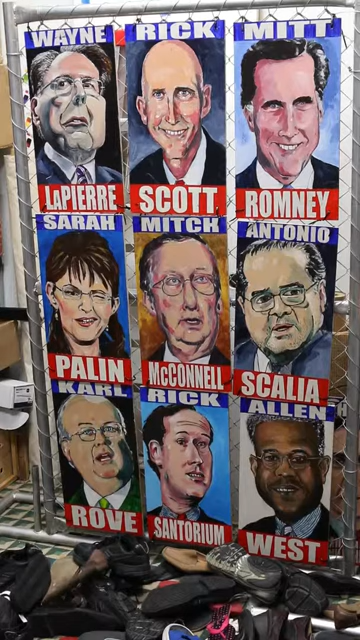 WAYNE
LAPIERRE
RICK
SCOTT
MITT
ROMNEY
SARAH
PALIN
MITCH
McCONNELL
ANTONIO
SCALIA
KARL
ROVE
RICK
SANTORIUM
ALLEN
WEST